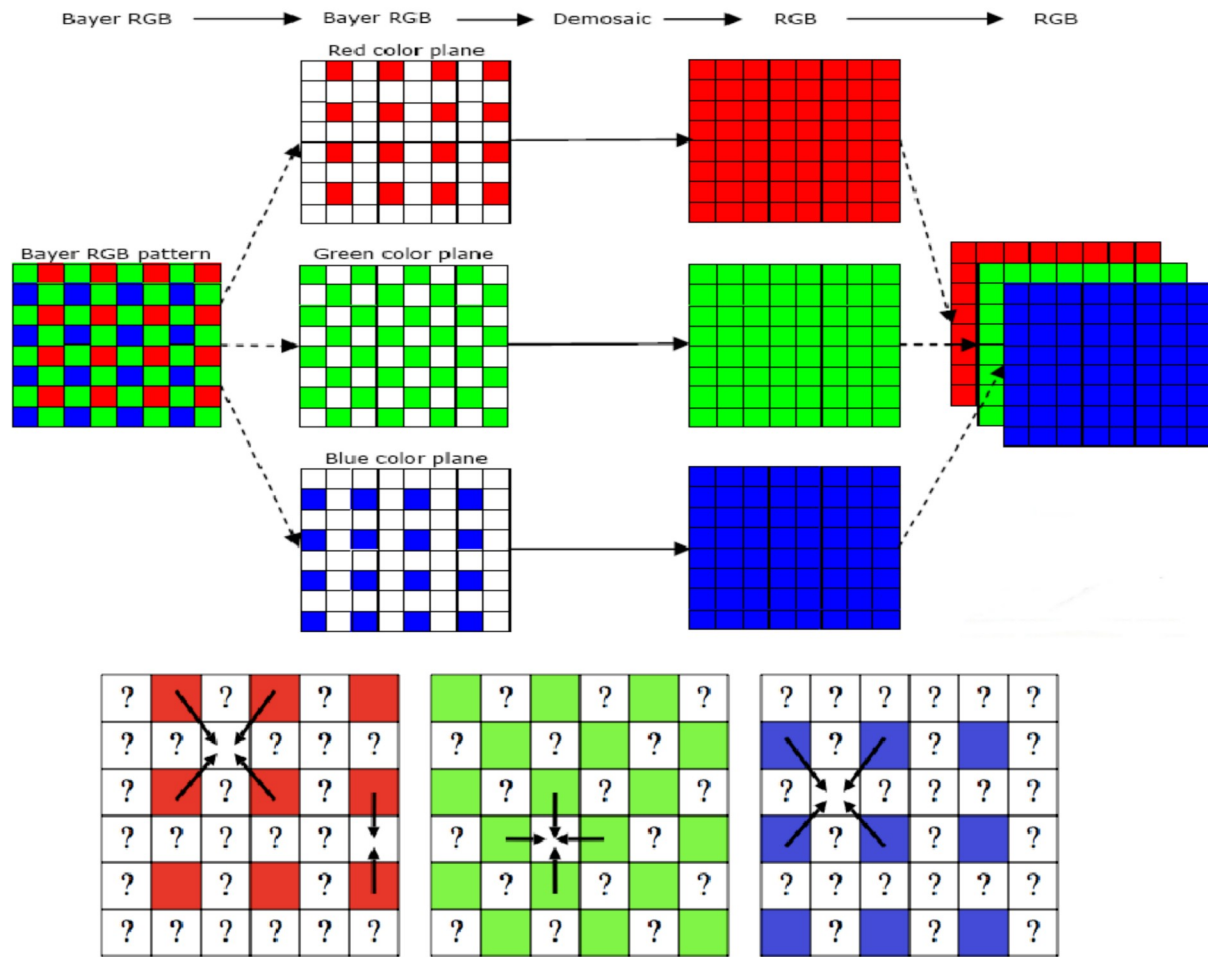 Bayer RGB Bayer RGB Demosaic RGB RGB
Red color plane
Bayer RGB pattern
Green color plane
Blue color plane
? ? ?
? ? ? ? ?
? ? ?
? ? ? ? ?
? ? ?
? ? ? ? ? ?
? ? ?
? ? ?
? ? ?
? ?
? ? ?
? ? ?
? ? ? ? ? ?
? ? ?
? ? ? ? ?
? ? ?
? ? ? ? ? ?
? ? ?